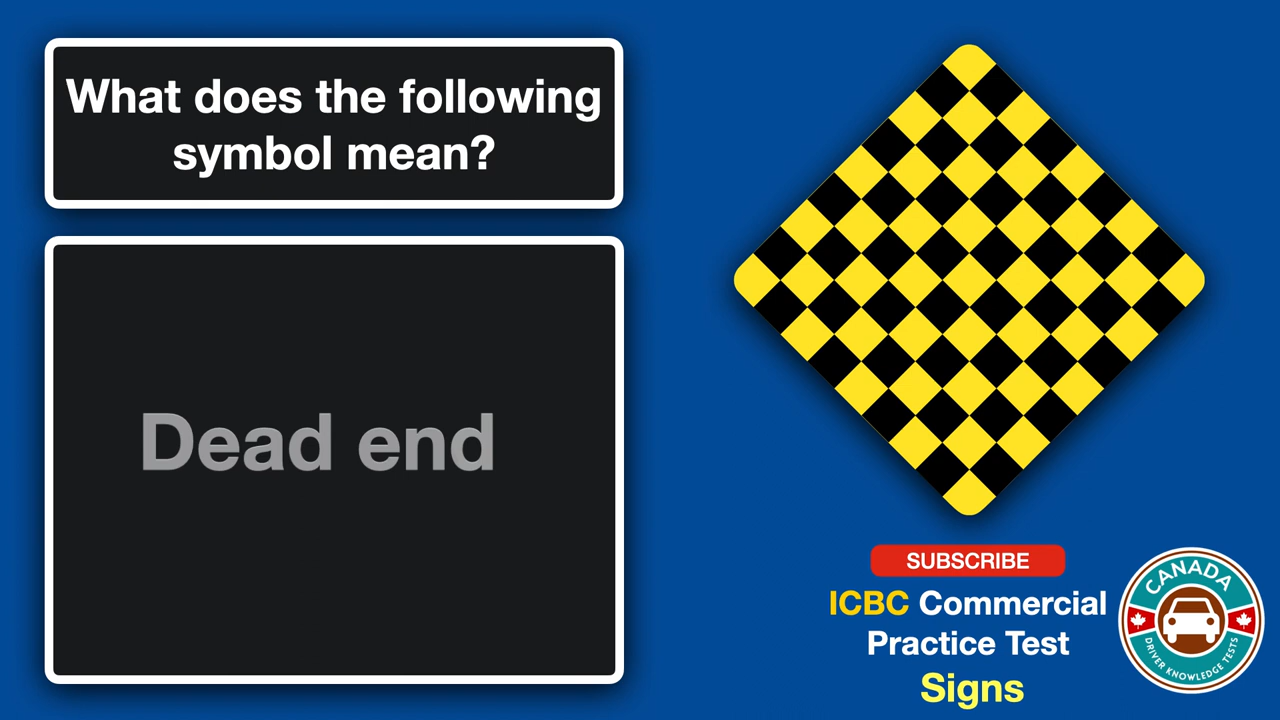 What does the following
symbol mean?
Dead end
SUBSCRIBE
ICBC Commercial
Practice Test
Signs
CANADA
DRIVER KNOWLEDGE TESTS